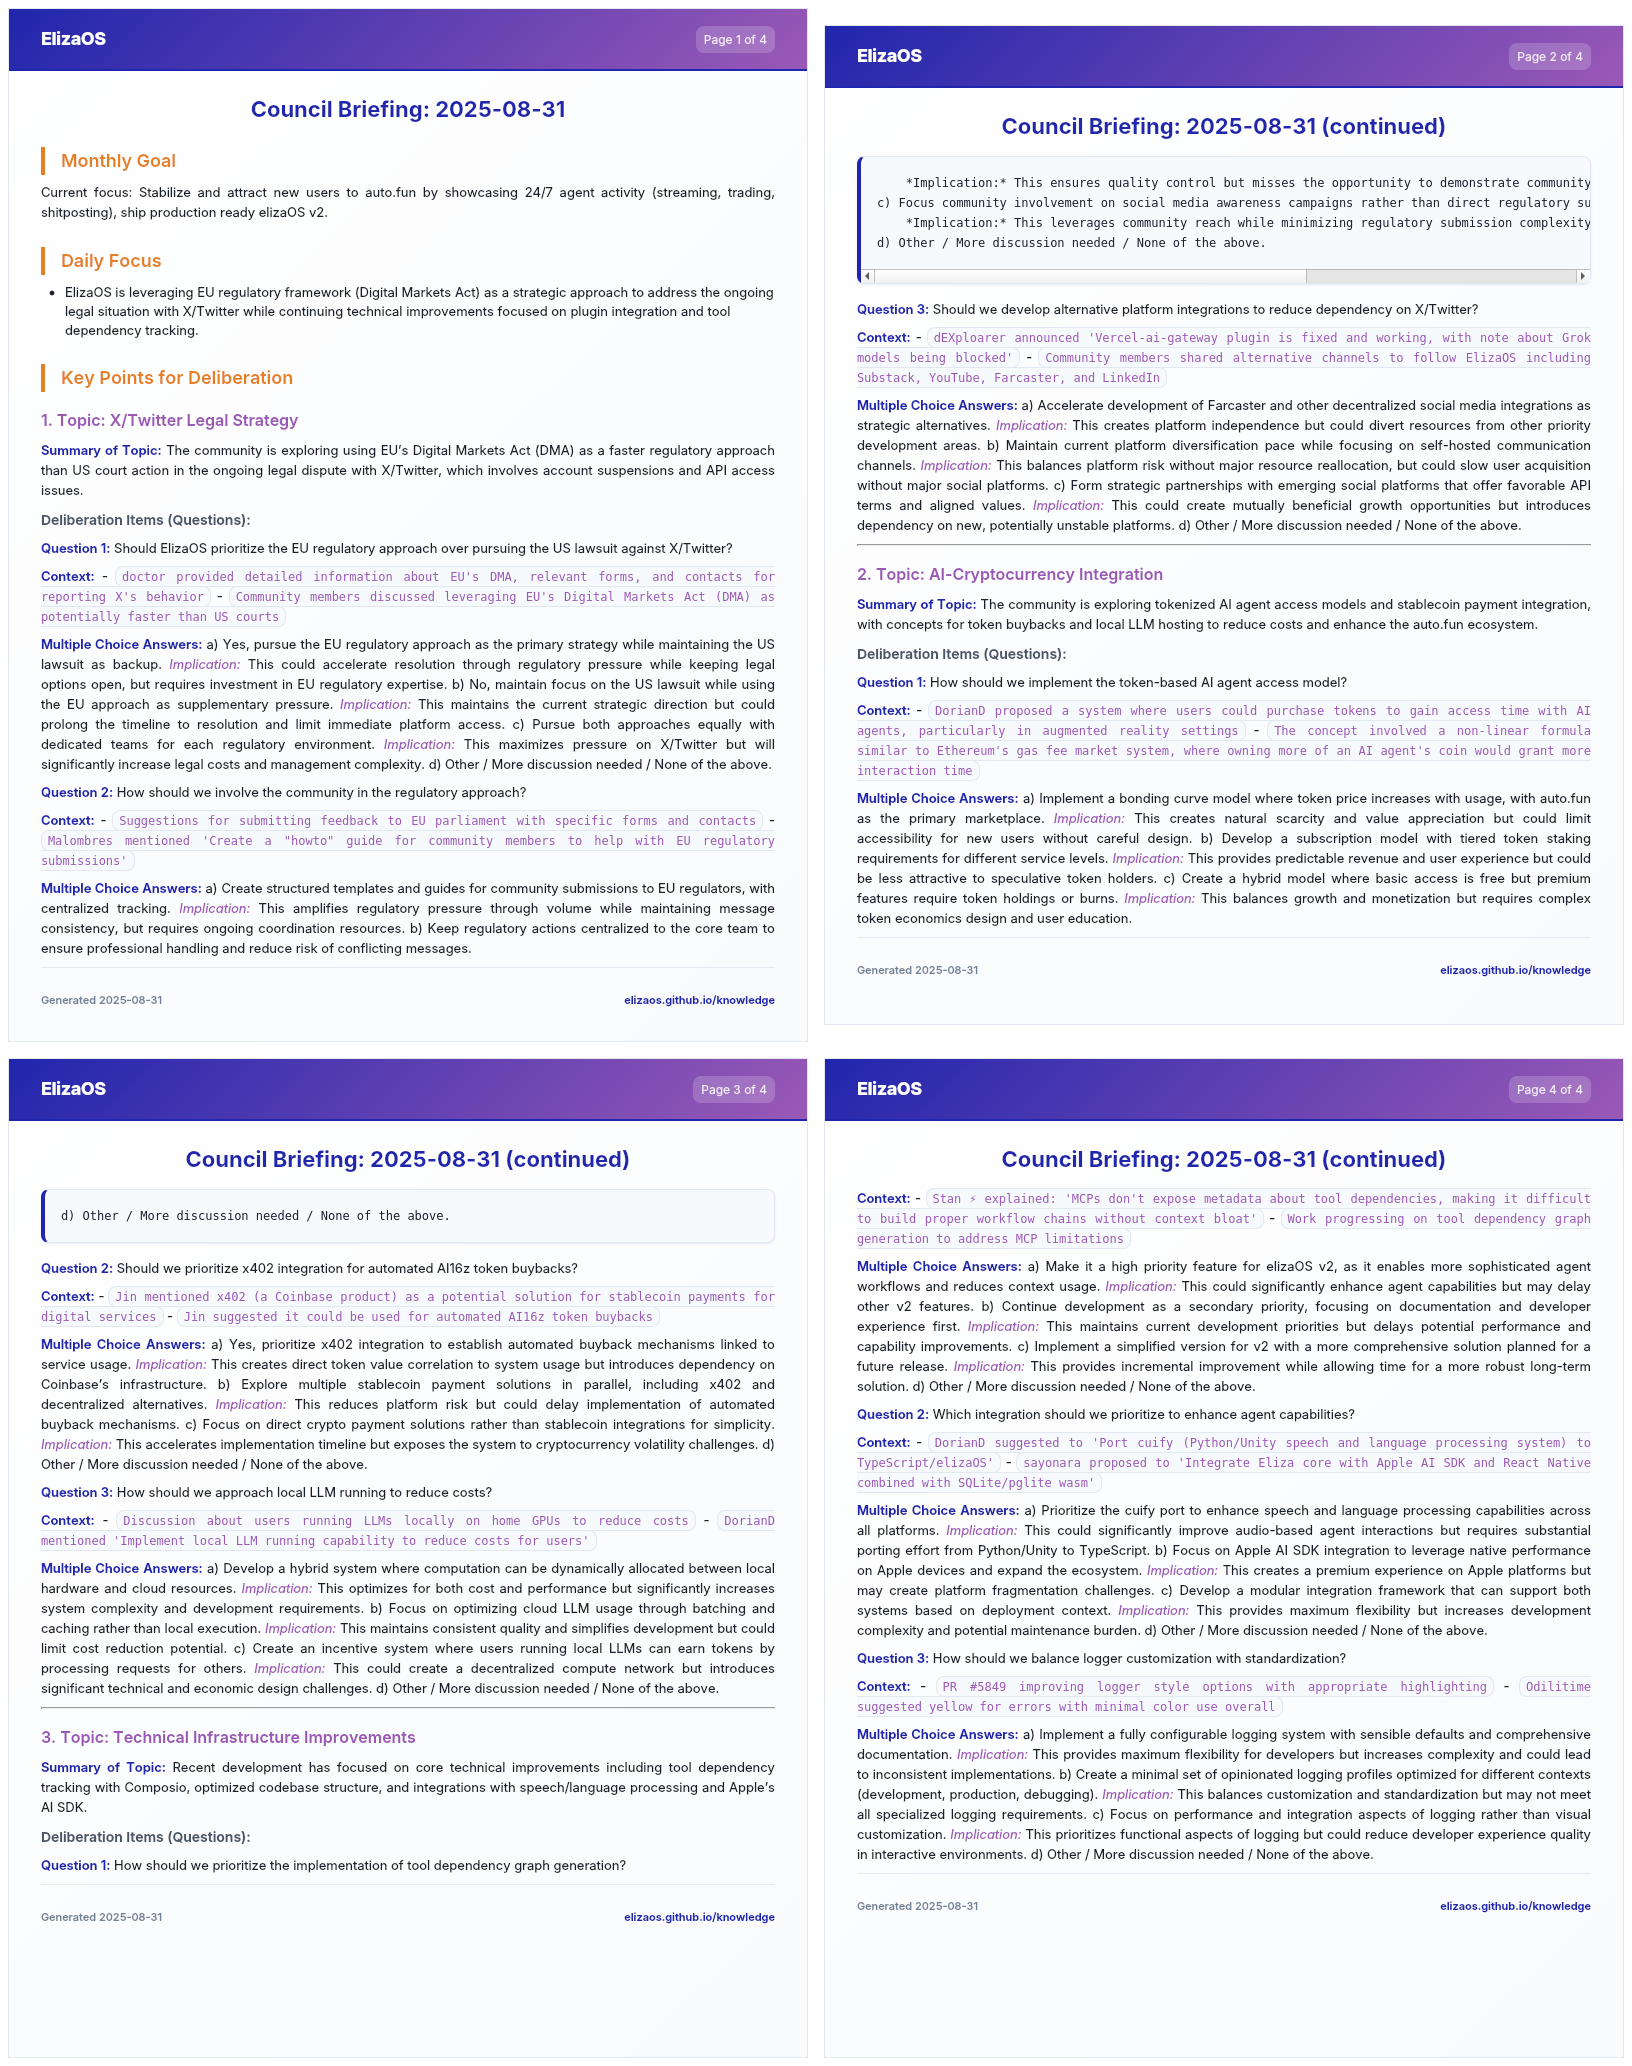 ElizaOS
Page 1 of 4
Council Briefing: 2025-08-31
Monthly Goal
Current focus: Stabilize and attract new users to auto.fun by showcasing 24/7 agent activity (streaming, trading,
shitposting), ship production ready elizaOS v2.
Daily Focus
• ElizaOS is leveraging EU regulatory framework (Digital Markets Act) as a strategic approach to address the ongoing
legal situation with X/Twitter while continuing technical improvements focused on plugin integration and tool
dependency tracking.
Key Points for Deliberation
1. Topic: X/Twitter Legal Strategy
Summary of Topic: The community is exploring using EU’s Digital Markets Act (DMA) as a faster regulatory approach
than US court action in the ongoing legal dispute with X/Twitter, which involves account suspensions and API access
issues.
Deliberation Items (Questions):
Question 1: Should ElizaOS prioritize the EU regulatory approach over pursuing the US lawsuit against X/Twitter?
Context: - doctor provided detailed information about EU's DMA, relevant forms, and contacts for
reporting X's behavior - Community members discussed leveraging EU's Digital Markets Act (DMA) as
potentially faster than US courts
Multiple Choice Answers: a) Yes, pursue the EU regulatory approach as the primary strategy while maintaining the US
lawsuit as backup. Implication: This could accelerate resolution through regulatory pressure while keeping legal
options open, but requires investment in EU regulatory expertise. b) No, maintain focus on the US lawsuit while using
the EU approach as supplementary pressure. Implication: This maintains the current strategic direction but could
prolong the timeline to resolution and limit immediate platform access. c) Pursue both approaches equally with
dedicated teams for each regulatory environment. Implication: This maximizes pressure on X/Twitter but will
significantly increase legal costs and management complexity. d) Other / More discussion needed / None of the above.
Question 2: How should we involve the community in the regulatory approach?
Context: - Suggestions for submitting feedback to EU parliament with specific forms and contacts -
Malombres mentioned 'Create a "howto" guide for community members to help with EU regulatory
submissions'
Multiple Choice Answers: a) Create structured templates and guides for community submissions to EU regulators, with
centralized tracking. Implication: This amplifies regulatory pressure through volume while maintaining message
consistency, but requires ongoing coordination resources. b) Keep regulatory actions centralized to the core team to
ensure professional handling and reduce risk of conflicting messages.
Generated 2025-08-31
elizaos.github.io/knowledge
ElizaOS
Page 2 of 4
Council Briefing: 2025-08-31 (continued)
*Implication:* This ensures quality control but misses the opportunity to demonstrate community
c) Focus community involvement on social media awareness campaigns rather than direct regulatory su
*Implication:* This leverages community reach while minimizing regulatory submission complexity
d) Other / More discussion needed / None of the above.
Question 3: Should we develop alternative platform integrations to reduce dependency on X/Twitter?
Context: - dEXploarer announced 'Vercel-ai-gateway plugin is fixed and working, with note about Grok
models being blocked' - Community members shared alternative channels to follow ElizaOS including
Substack, YouTube, Farcaster, and LinkedIn
Multiple Choice Answers: a) Accelerate development of Farcaster and other decentralized social media integrations as
strategic alternatives. Implication: This creates platform independence but could divert resources from other priority
development areas. b) Maintain current platform diversification pace while focusing on self-hosted communication
channels. Implication: This balances platform risk without major resource reallocation, but could slow user acquisition
without major social platforms. c) Form strategic partnerships with emerging social platforms that offer favorable API
terms and aligned values. Implication: This could create mutually beneficial growth opportunities but introduces
dependency on new, potentially unstable platforms. d) Other / More discussion needed / None of the above.
2. Topic: AI-Cryptocurrency Integration
Summary of Topic: The community is exploring tokenized AI agent access models and stablecoin payment integration,
with concepts for token buybacks and local LLM hosting to reduce costs and enhance the auto.fun ecosystem.
Deliberation Items (Questions):
Question 1: How should we implement the token-based AI agent access model?
Context: - DorianD proposed a system where users could purchase tokens to gain access time with AI
agents, particularly in augmented reality settings - The concept involved a non-linear formula
similar to Ethereum's gas fee market system, where owning more of an AI agent's coin would grant more
interaction time
Multiple Choice Answers: a) Implement a bonding curve model where token price increases with usage, with auto.fun
as the primary marketplace. Implication: This creates natural scarcity and value appreciation but could limit
accessibility for new users without careful design. b) Develop a subscription model with tiered token staking
requirements for different service levels. Implication: This provides predictable revenue and user experience but could
be less attractive to speculative token holders. c) Create a hybrid model where basic access is free but premium
features require token holdings or burns. Implication: This balances growth and monetization but requires complex
token economics design and user education.
Generated 2025-08-31
elizaos.github.io/knowledge
ElizaOS
Page 3 of 4
Council Briefing: 2025-08-31 (continued)
d) Other / More discussion needed / None of the above.
Question 2: Should we prioritize x402 integration for automated AI16z token buybacks?
Context: - Jin mentioned x402 (a Coinbase product) as a potential solution for stablecoin payments for
digital services - Jin suggested it could be used for automated AI16z token buybacks
Multiple Choice Answers: a) Yes, prioritize x402 integration to establish automated buyback mechanisms linked to
service usage. Implication: This creates direct token value correlation to system usage but introduces dependency on
Coinbase’s infrastructure. b) Explore multiple stablecoin payment solutions in parallel, including x402 and
decentralized alternatives. Implication: This reduces platform risk but could delay implementation of automated
buyback mechanisms. c) Focus on direct crypto payment solutions rather than stablecoin integrations for simplicity.
Implication: This accelerates implementation timeline but exposes the system to cryptocurrency volatility challenges. d)
Other / More discussion needed / None of the above.
Question 3: How should we approach local LLM running to reduce costs?
Context: - Discussion about users running LLMs locally on home GPUs to reduce costs - DorianD
mentioned 'Implement local LLM running capability to reduce costs for users'
Multiple Choice Answers: a) Develop a hybrid system where computation can be dynamically allocated between local
hardware and cloud resources. Implication: This optimizes for both cost and performance but significantly increases
system complexity and development requirements. b) Focus on optimizing cloud LLM usage through batching and
caching rather than local execution. Implication: This maintains consistent quality and simplifies development but could
limit cost reduction potential. c) Create an incentive system where users running local LLMs can earn tokens by
processing requests for others. Implication: This could create a decentralized compute network but introduces
significant technical and economic design challenges. d) Other / More discussion needed / None of the above.
3. Topic: Technical Infrastructure Improvements
Summary of Topic: Recent development has focused on core technical improvements including tool dependency
tracking with Composio, optimized codebase structure, and integrations with speech/language processing and Apple’s
AI SDK.
Deliberation Items (Questions):
Question 1: How should we prioritize the implementation of tool dependency graph generation?
Generated 2025-08-31
elizaos.github.io/knowledge
ElizaOS
Page 4 of 4
Council Briefing: 2025-08-31 (continued)
Context: - Stan ⚡ explained: 'MCPs don't expose metadata about tool dependencies, making it difficult
to build proper workflow chains without context bloat' - Work progressing on tool dependency graph
generation to address MCP limitations
Multiple Choice Answers: a) Make it a high priority feature for elizaOS v2, as it enables more sophisticated agent
workflows and reduces context usage. Implication: This could significantly enhance agent capabilities but may delay
other v2 features. b) Continue development as a secondary priority, focusing on documentation and developer
experience first. Implication: This maintains current development priorities but delays potential performance and
capability improvements. c) Implement a simplified version for v2 with a more comprehensive solution planned for a
future release. Implication: This provides incremental improvement while allowing time for a more robust long-term
solution. d) Other / More discussion needed / None of the above.
Question 2: Which integration should we prioritize to enhance agent capabilities?
Context: - DorianD suggested to 'Port cuify (Python/Unity speech and language processing system) to
TypeScript/elizaOS' - sayonara proposed to 'Integrate Eliza core with Apple AI SDK and React Native
combined with SQLite/pglite wasm'
Multiple Choice Answers: a) Prioritize the cuify port to enhance speech and language processing capabilities across
all platforms. Implication: This could significantly improve audio-based agent interactions but requires substantial
porting effort from Python/Unity to TypeScript. b) Focus on Apple AI SDK integration to leverage native performance
on Apple devices and expand the ecosystem. Implication: This creates a premium experience on Apple platforms but
may create platform fragmentation challenges. c) Develop a modular integration framework that can support both
systems based on deployment context. Implication: This provides maximum flexibility but increases development
complexity and potential maintenance burden. d) Other / More discussion needed / None of the above.
Question 3: How should we balance logger customization with standardization?
Context: - PR #5849 improving logger style options with appropriate highlighting - Odilitime
suggested yellow for errors with minimal color use overall
Multiple Choice Answers: a) Implement a fully configurable logging system with sensible defaults and comprehensive
documentation. Implication: This provides maximum flexibility for developers but increases complexity and could lead
to inconsistent implementations. b) Create a minimal set of opinionated logging profiles optimized for different contexts
(development, production, debugging). Implication: This balances customization and standardization but may not meet
all specialized logging requirements. c) Focus on performance and integration aspects of logging rather than visual
customization. Implication: This prioritizes functional aspects of logging but could reduce developer experience quality
in interactive environments. d) Other / More discussion needed / None of the above.
Generated 2025-08-31
elizaos.github.io/knowledge